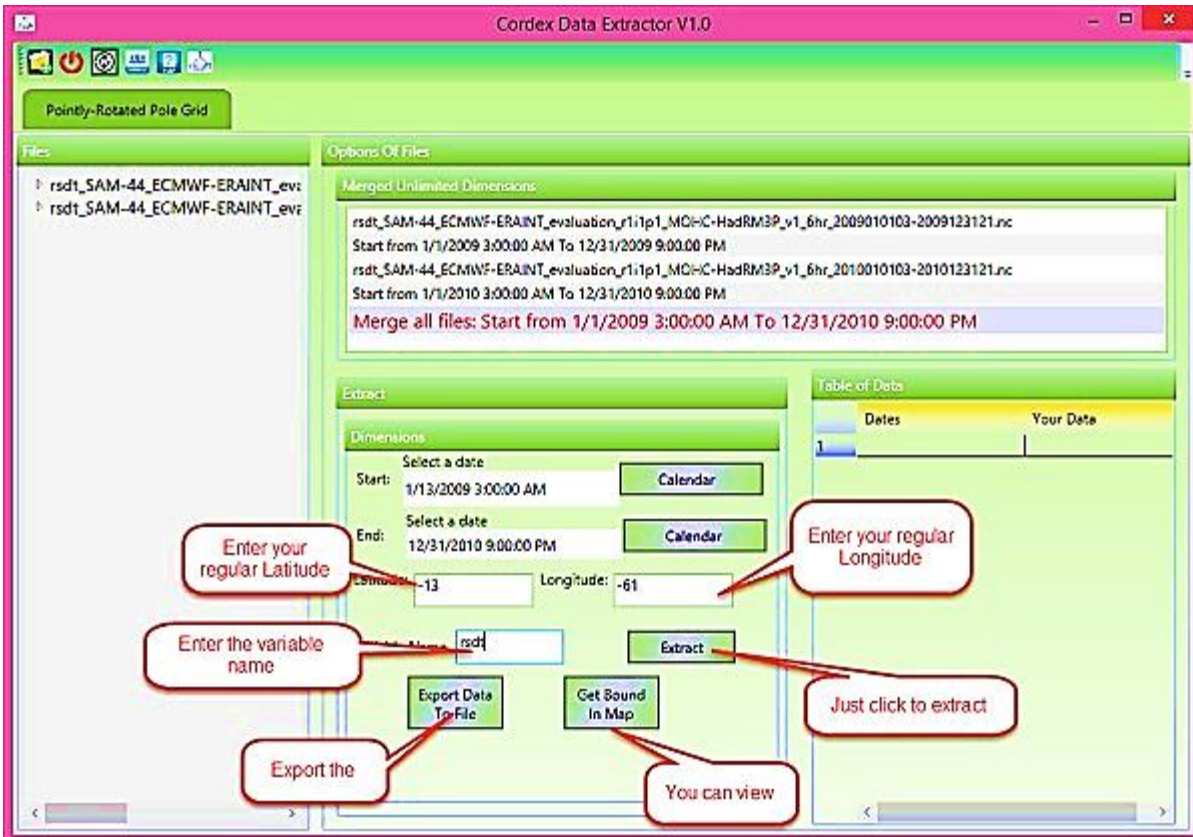 Cordex Data Extractor V1.0
Pointly-Rotated Pole Grid
Files
rsdt_SAM-44_ECMWF-ERAINT_eva
rsdt_SAM-44_ECMWF-ERAINT_eva
Options Of Files
Merged Unlimited Dimensions
rsdt_SAM-44_ECMWF-ERAINT_evaluation_r1i1p1_MOHC-HadRM3P_v1_6hr_2009010103-2009123121.nc
Start from 1/1/2009 3:00:00 AM To 12/31/2009 9:00:00 PM
rsdt_SAM-44_ECMWF-ERAINT_evaluation_r1i1p1_MOHC-HadRM3P_v1_6hr_2010010103-2010123121.nc
Start from 1/1/2010 3:00:00 AM To 12/31/2010 9:00:00 PM
Merge all files: Start from 1/1/2009 3:00:00 AM To 12/31/2010 9:00:00 PM
Extract
Dimensions
Select a date
Start: 1/13/2009 3:00:00 AM Calendar
Select a date
End: 12/31/2010 9:00:00 PM Calendar
-13 Longitude: -61
Name rsdt Extract
Export Data
To File
Get Bound
In Map
Enter your
regular Latitude
Enter your regular
Longitude
Enter the variable
name
Just click to extract
Export the
You can view
Table of Data
Dates Your Data
1